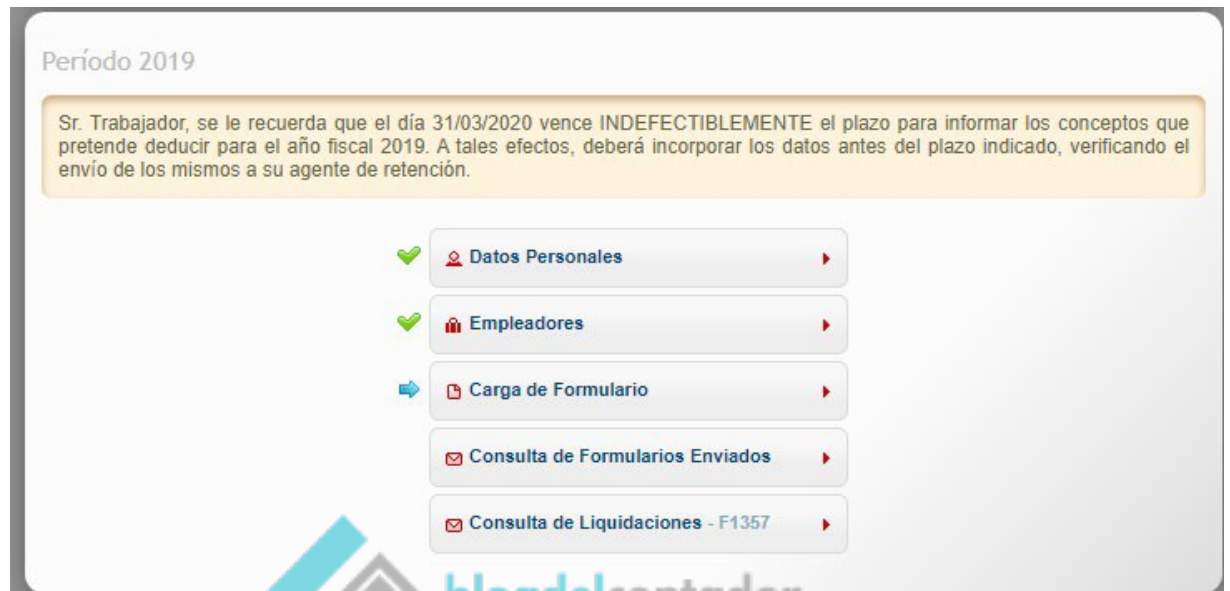 Período 2019
Sr. Trabajador, se le recuerda que el día 31/03/2020 vence INDEFECTIBLEMENTE el plazo para informar los conceptos que
pretende deducir para el año fiscal 2019. A tales efectos, deberá incorporar los datos antes del plazo indicado, verificando el
envío de los mismos a su agente de retención.
Datos Personales
Empleadores
Carga de Formulario
Consulta de Formularios Enviados
Consulta de Liquidaciones - F1357
blogdelcontador